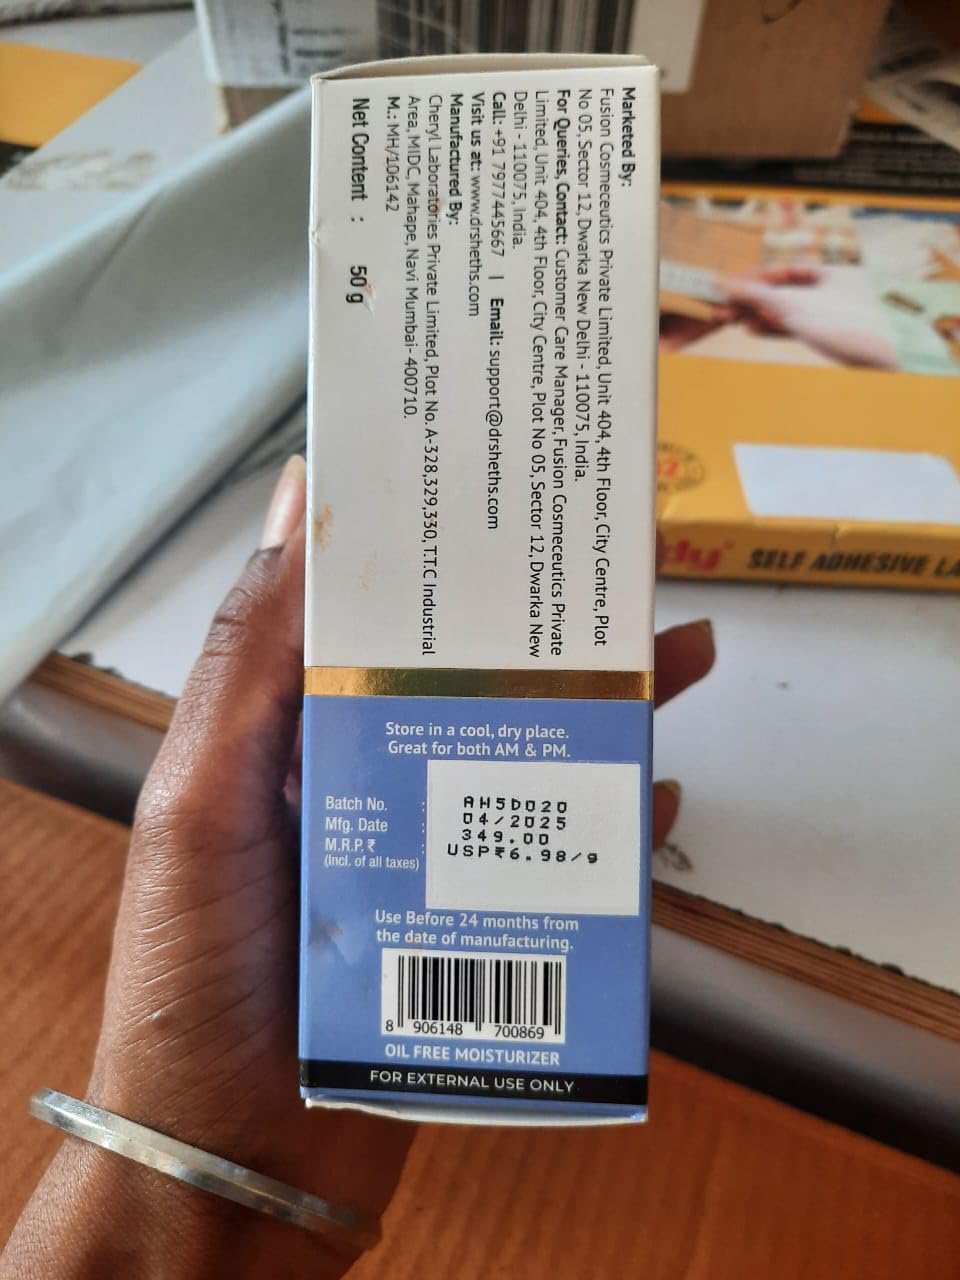 Marketed By:
Fusion Cosmeceutics Private Limited, Unit 404, 4th Floor, City Centre, Plot
No 05, Sector 12, Dwarka New Delhi - 110075, India.
For Queries, Contact: Customer Care Manager, Fusion Cosmeceutics Private
Limited, Unit 404, 4th Floor, City Centre, Plot No 05, Sector 12, Dwarka New
Delhi - 110075, India.
Call: +91 7977445667 | Email: support@drsheths.com
Visit us at: www.drsheths.com
Manufactured By:
Cheryl Laboratories Private Limited, Plot No. A-328,329,330, T.T.C Industrial
Area, MIDC, Mahape, Navi Mumbai- 400710.
M.: MH/106142
Net Content : 50 g
Store in a cool, dry place.
Great for both AM & PM.
Batch No. : AH5DD20
Mfg. Date : 04/2025
M.R.P. ₹ : 349.00
(Incl. of all taxes) USP₹6.98/g
Use Before 24 months from
the date of manufacturing.
8 906148 700869
OIL FREE MOISTURIZER
FOR EXTERNAL USE ONLY
SELF ADHESIVE